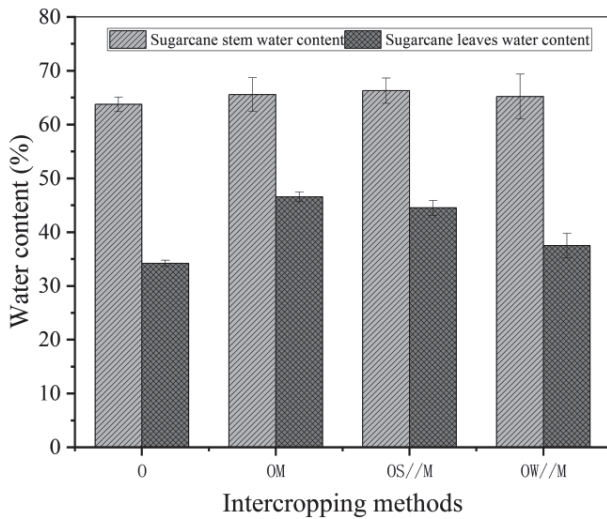 80
70
60
50
40
30
20
10
0
Water content (%)
Sugarcane stem water content
Sugarcane leaves water content
O
OM
OS//M
OW//M
Intercropping methods